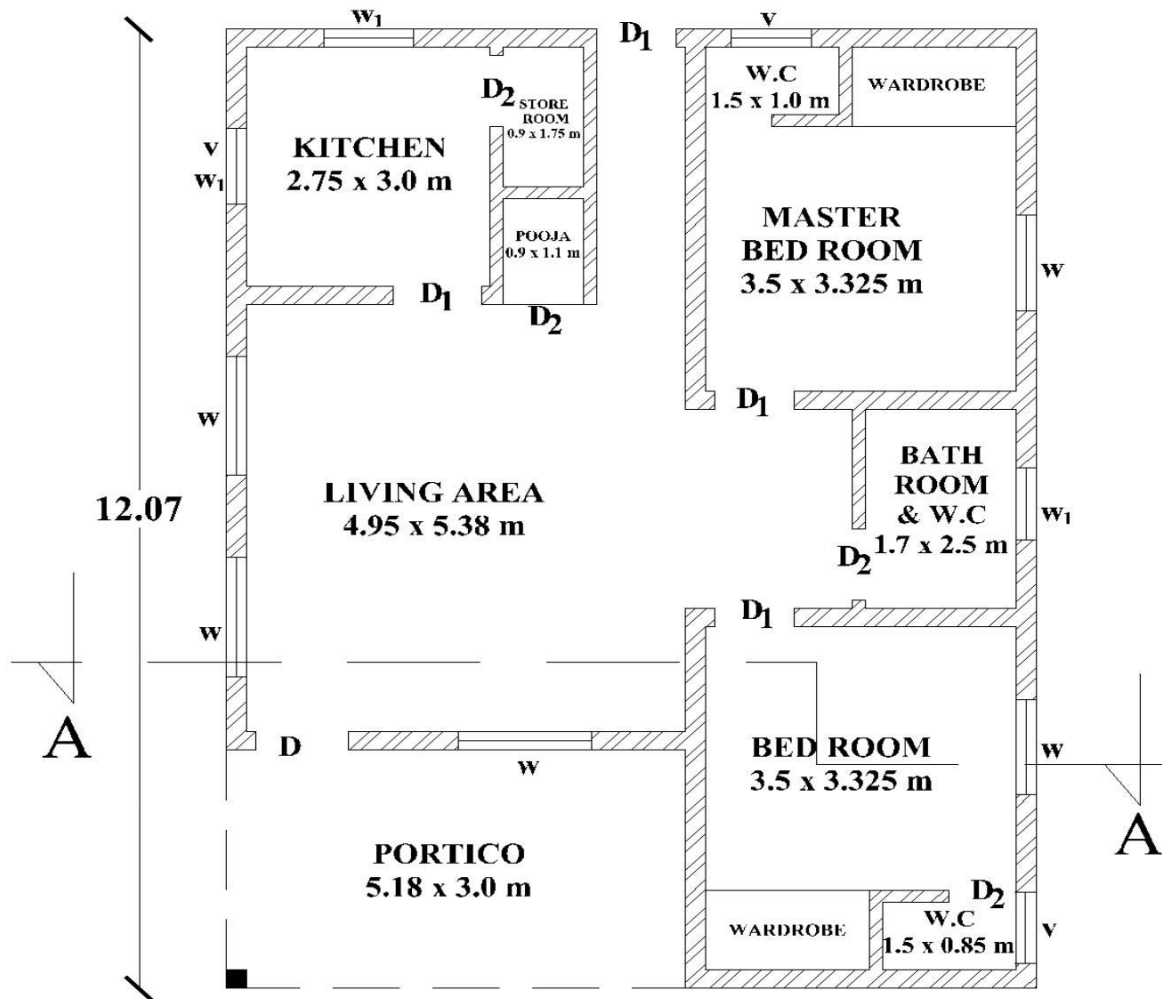 W1
D1
V
W.C
1.5 x 1.0 m
WARDROBE
D2
STORE
ROOM
0.9 x 1.75 m
V
W1
KITCHEN
2.75 x 3.0 m
MASTER
BED ROOM
3.5 x 3.325 m
POOJA
0.9 x 1.1 m
W
D1
D2
D1
W
BATH
ROOM
& W.C
1.7 x 2.5 m
LIVING AREA
4.95 x 5.38 m
12.07
W1
D2
D1
W
A
D
W
BED ROOM
3.5 x 3.325 m
W
A
PORTICO
5.18 x 3.0 m
D2
WARDROBE
W.C
1.5 x 0.85 m
V